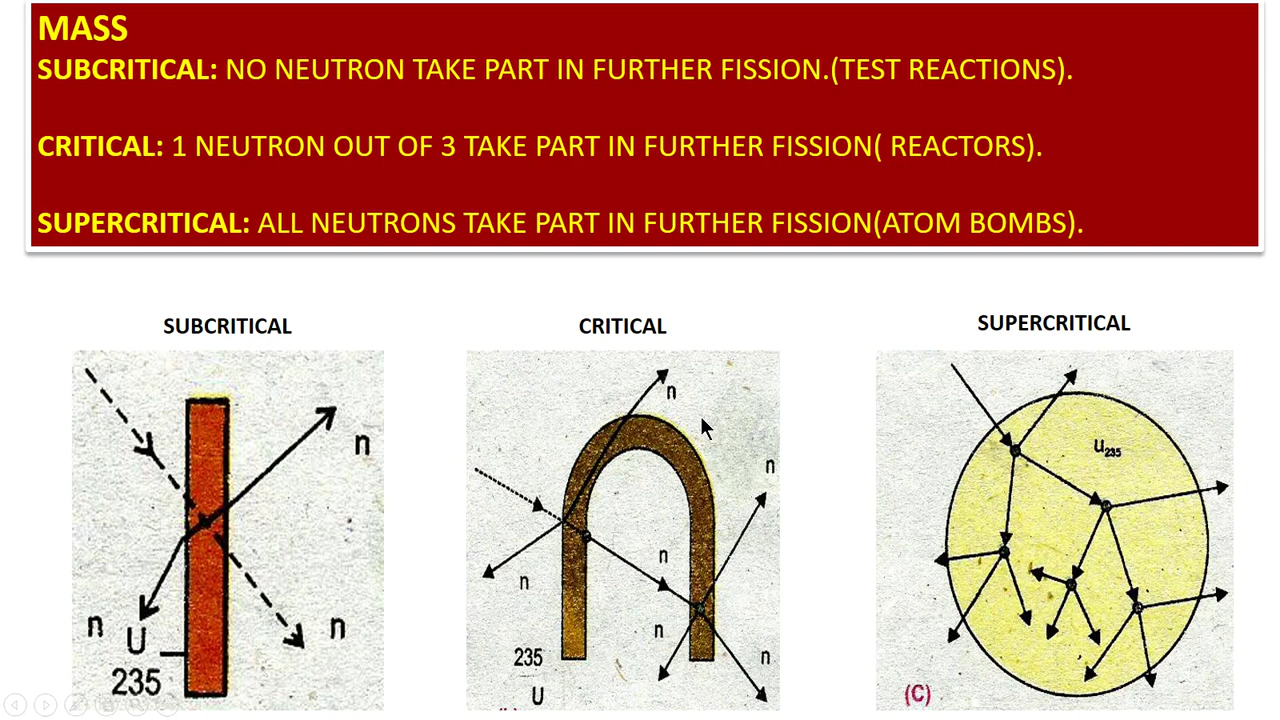 MASS
SUBCRITICAL: NO NEUTRON TAKE PART IN FURTHER FISSION.(TEST REACTIONS).
CRITICAL: 1 NEUTRON OUT OF 3 TAKE PART IN FURTHER FISSION( REACTORS).
SUPERCRITICAL: ALL NEUTRONS TAKE PART IN FURTHER FISSION(ATOM BOMBS).
SUBCRITICAL
CRITICAL
SUPERCRITICAL
n
n
n
U
235
n
n
n
n
n
n
235
U
U235
(C)